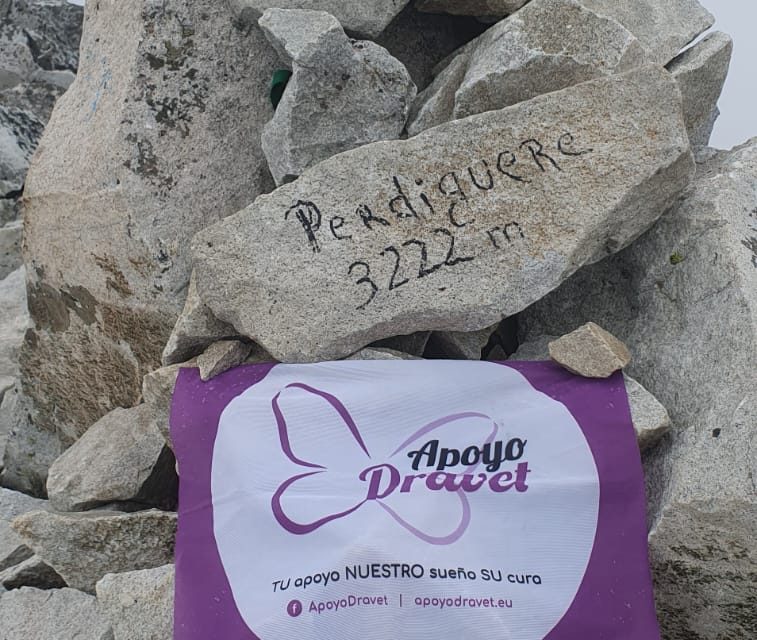 Perdiguere
3222 m
Apoyo
Dravet
TU apoyo NUESTRO sueño SU cura
ApoyoDravet | apoyodravet.eu